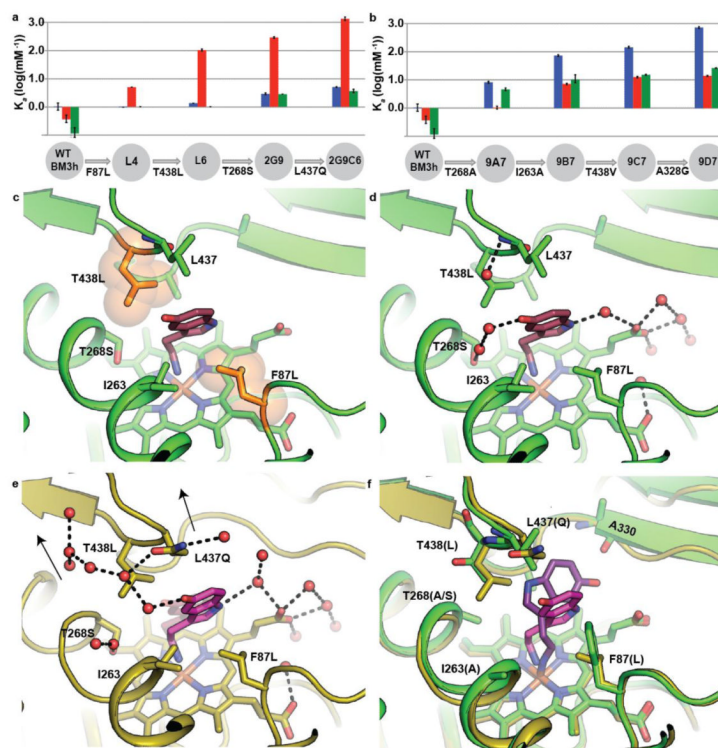 a
b
K_a (log(mM⁻¹))
3.0
2.0
1.0
0.0
K_a (log(mM⁻¹))
3.0
2.0
1.0
0.0
WT BM3h F87L L4 T438L L6 T268S 2G9 L437Q 2G9C6
WT BM3h T268A 9A7 I263A 9B7 T438V 9C7 A328G 9D7
c
L437
T438L
T268S
I263
F87L
d
L437
T438L
T268S
I263
F87L
e
T438L
L437Q
T268S
I263
F87L
f
L437(Q)
A330
T438(L)
T268(A/S)
I263(A)
F87(L)